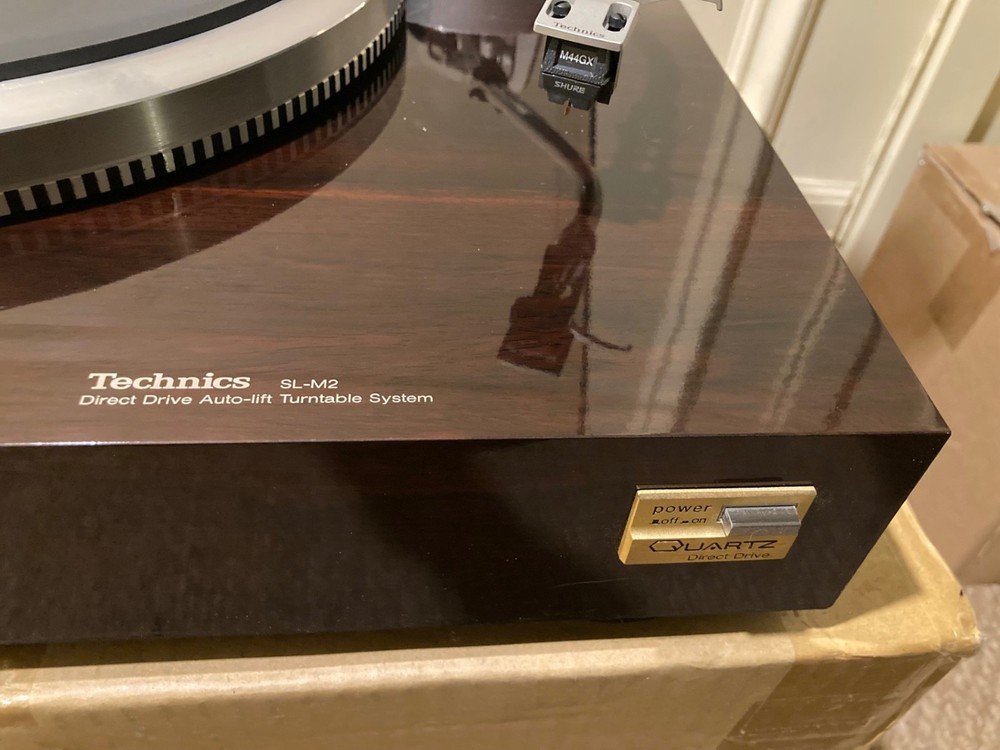 Technics
M44GX
SHURE
Technics SL-M2
Direct Drive Auto-lift Turntable System
power
off on
QUARTZ
Direct Drive